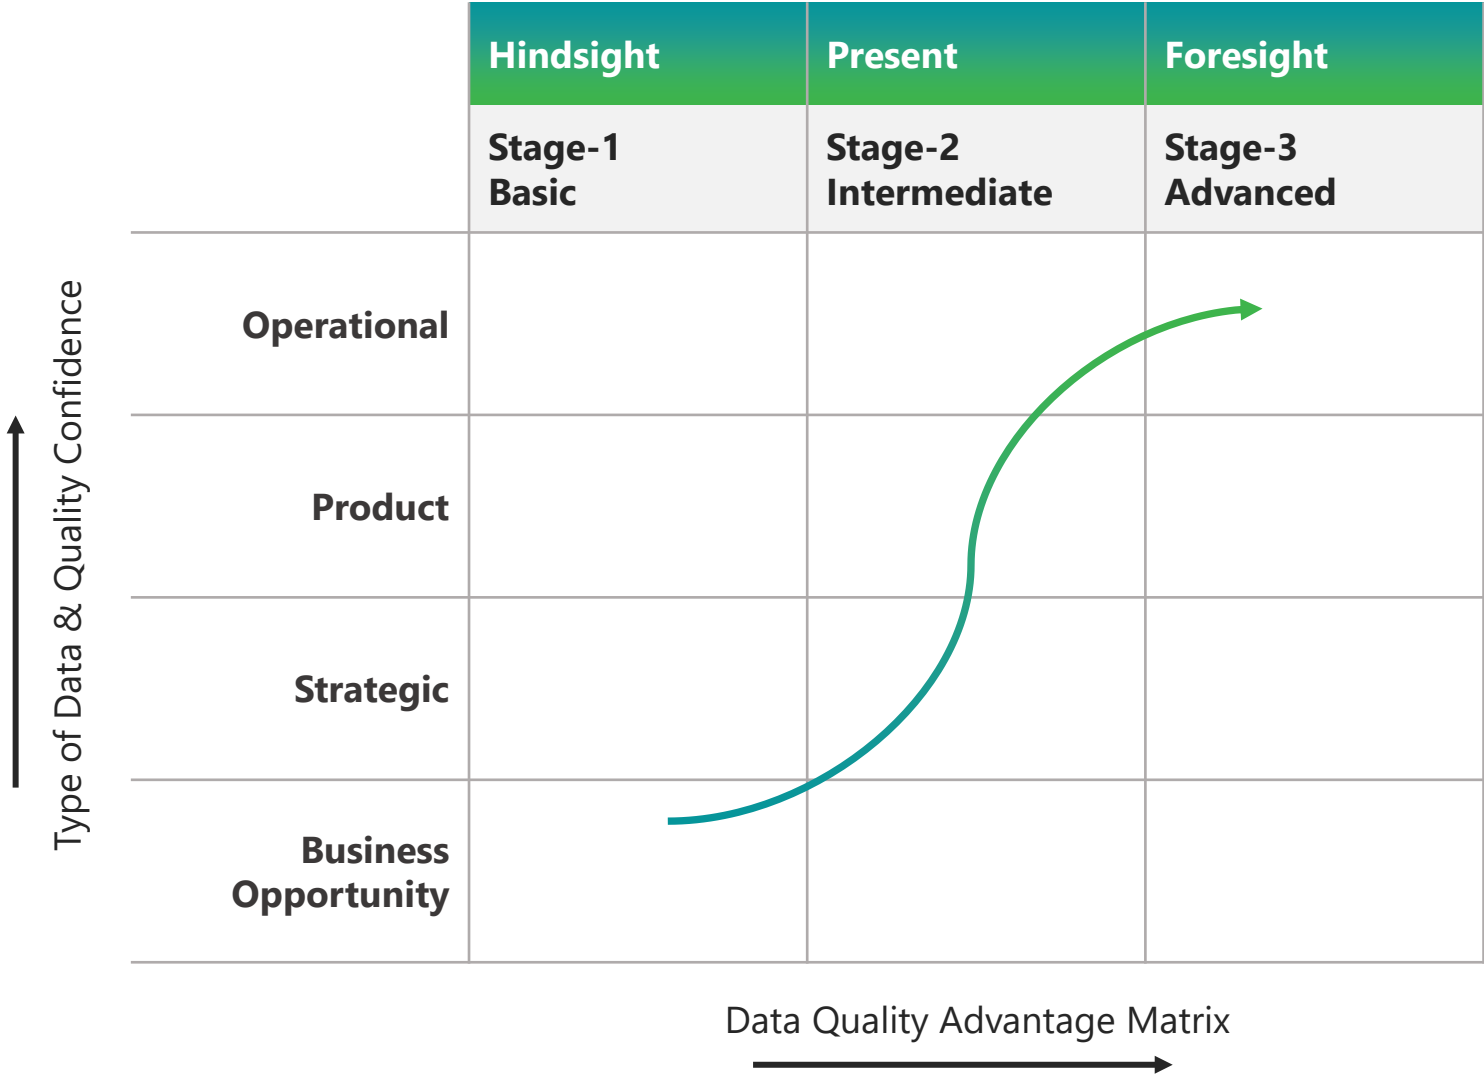 Hindsight
Present
Foresight
Stage-1
Basic
Stage-2
Intermediate
Stage-3
Advanced
Type of Data & Quality Confidence
Operational
Product
Strategic
Business
Opportunity
Data Quality Advantage Matrix